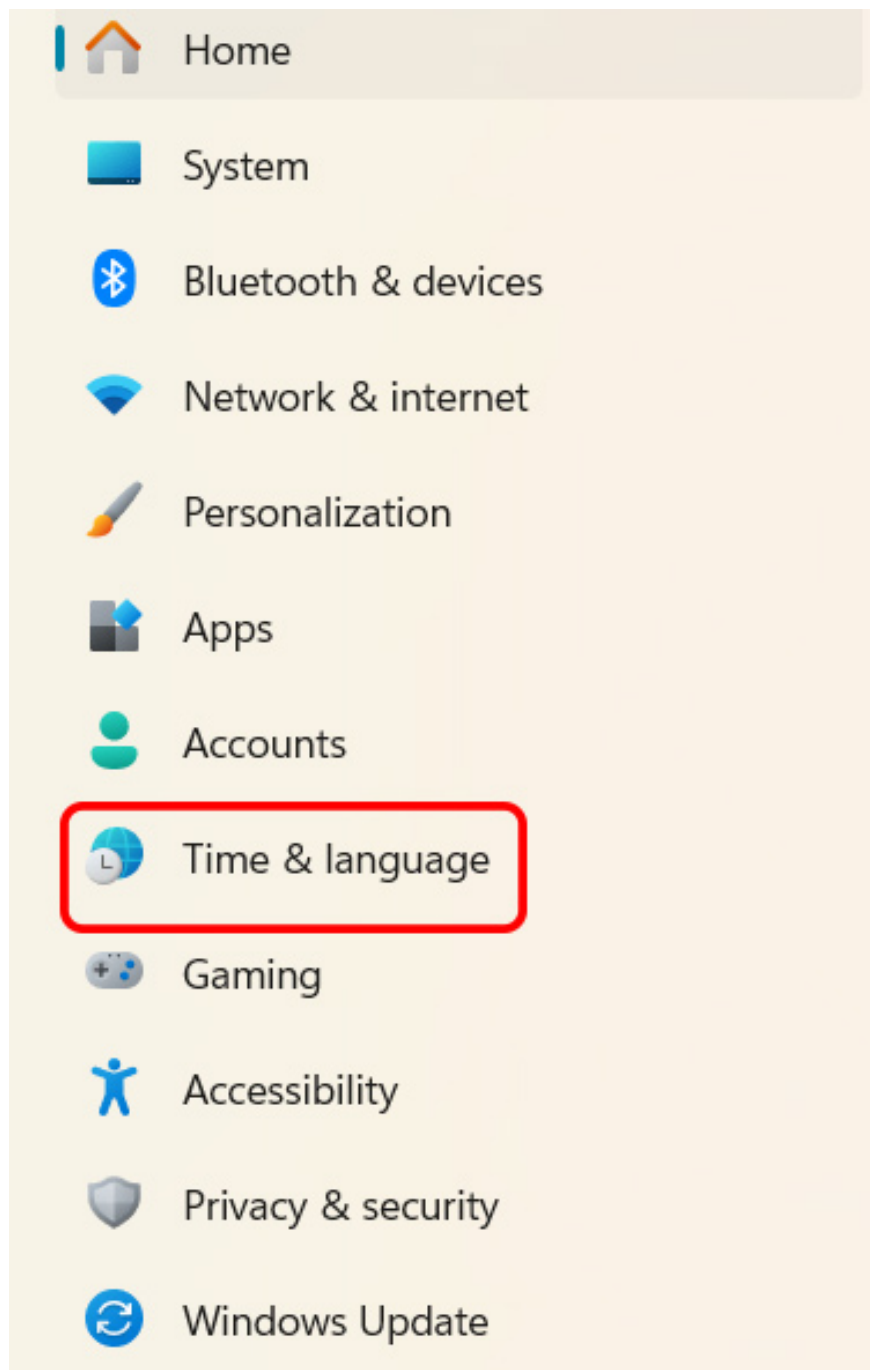 Home
System
Bluetooth & devices
Network & internet
Personalization
Apps
Accounts
Time & language
Gaming
Accessibility
Privacy & security
Windows Update